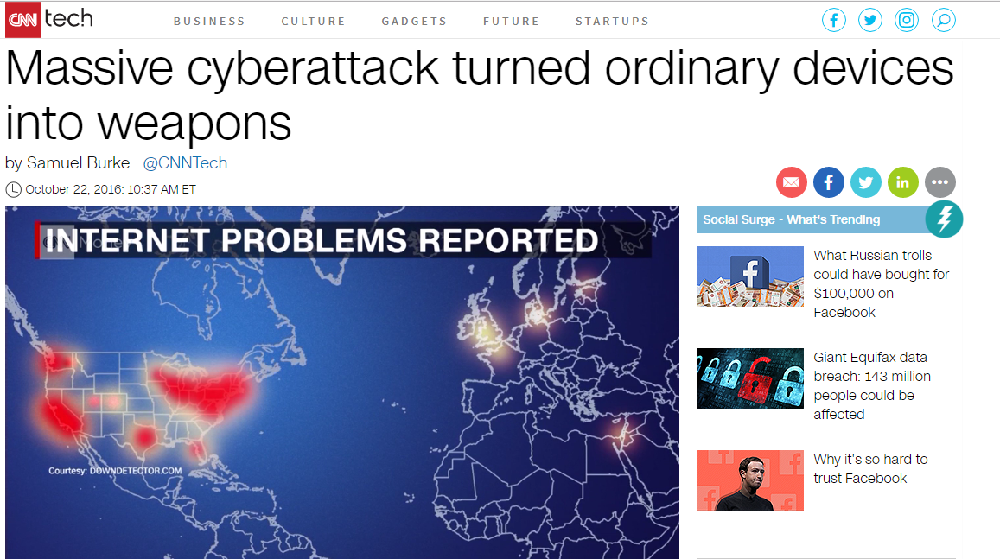 CNN tech
BUSINESS CULTURE GADGETS FUTURE STARTUPS
Massive cyberattack turned ordinary devices
into weapons
by Samuel Burke @CNNTech
October 22, 2016: 10:37 AM ET
INTERNET PROBLEMS REPORTED
Courtesy: DOWNDETECTOR.COM
Social Surge - What's Trending
What Russian trolls
could have bought for
$100,000 on
Facebook
Giant Equifax data
breach: 143 million
people could be
affected
Why it's so hard to
trust Facebook